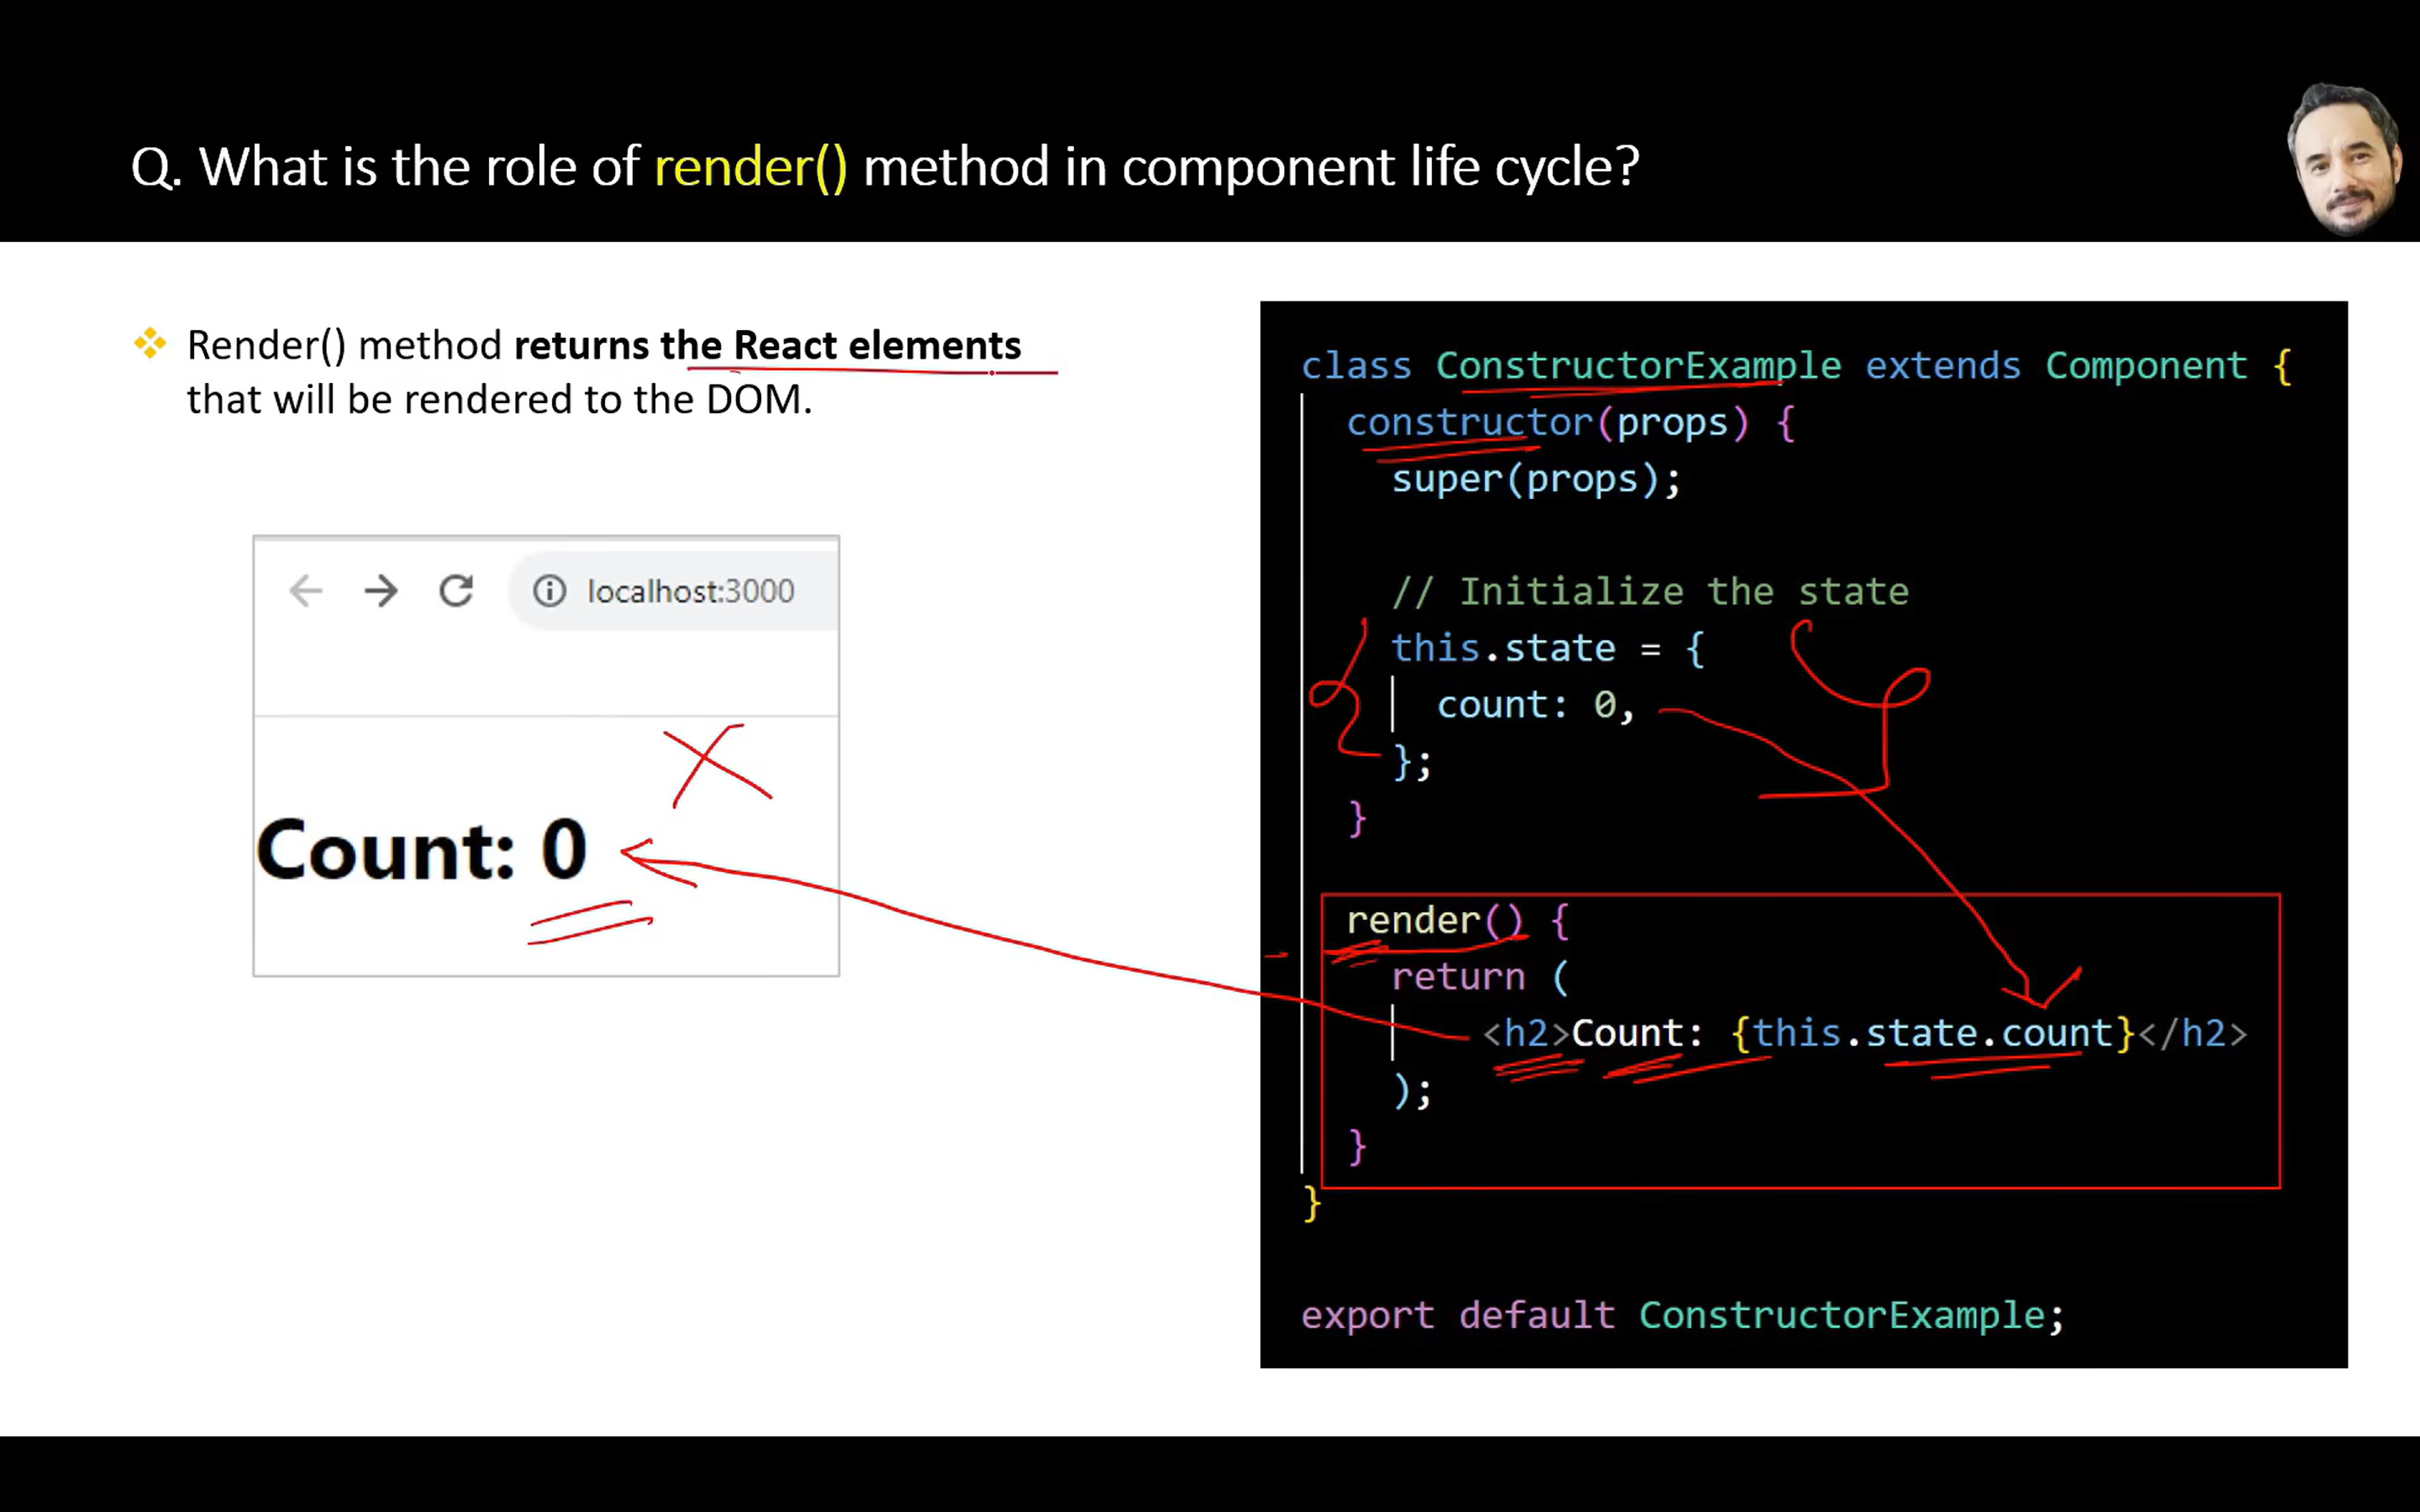 Q. What is the role of render() method in component life cycle?
Render() method returns the React elements
that will be rendered to the DOM.
localhost:3000
Count: 0
class ConstructorExample extends Component {
constructor(props) {
super(props);
// Initialize the state
this.state = {
count: 0,
};
}
render() {
return (
<h2>Count: {this.state.count}</h2>
);
}
}
export default ConstructorExample;